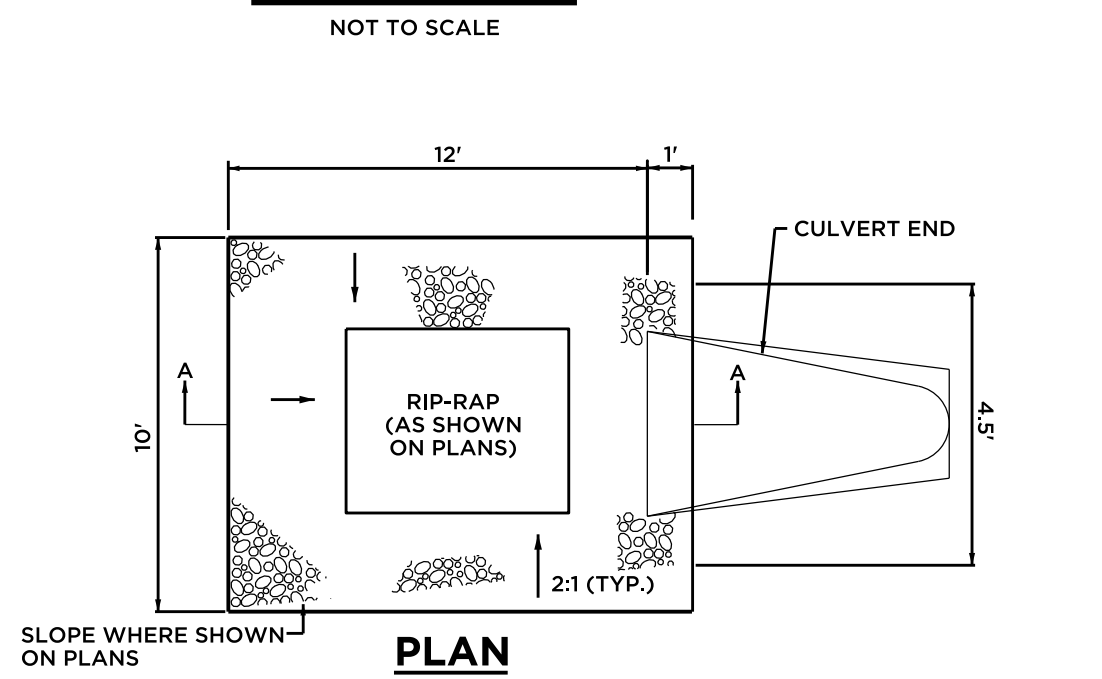 NOT TO SCALE
12'
1'
CULVERT END
A
A
RIP-RAP
(AS SHOWN
ON PLANS)
10'
4.5'
2:1 (TYP.)
SLOPE WHERE SHOWN
ON PLANS
PLAN